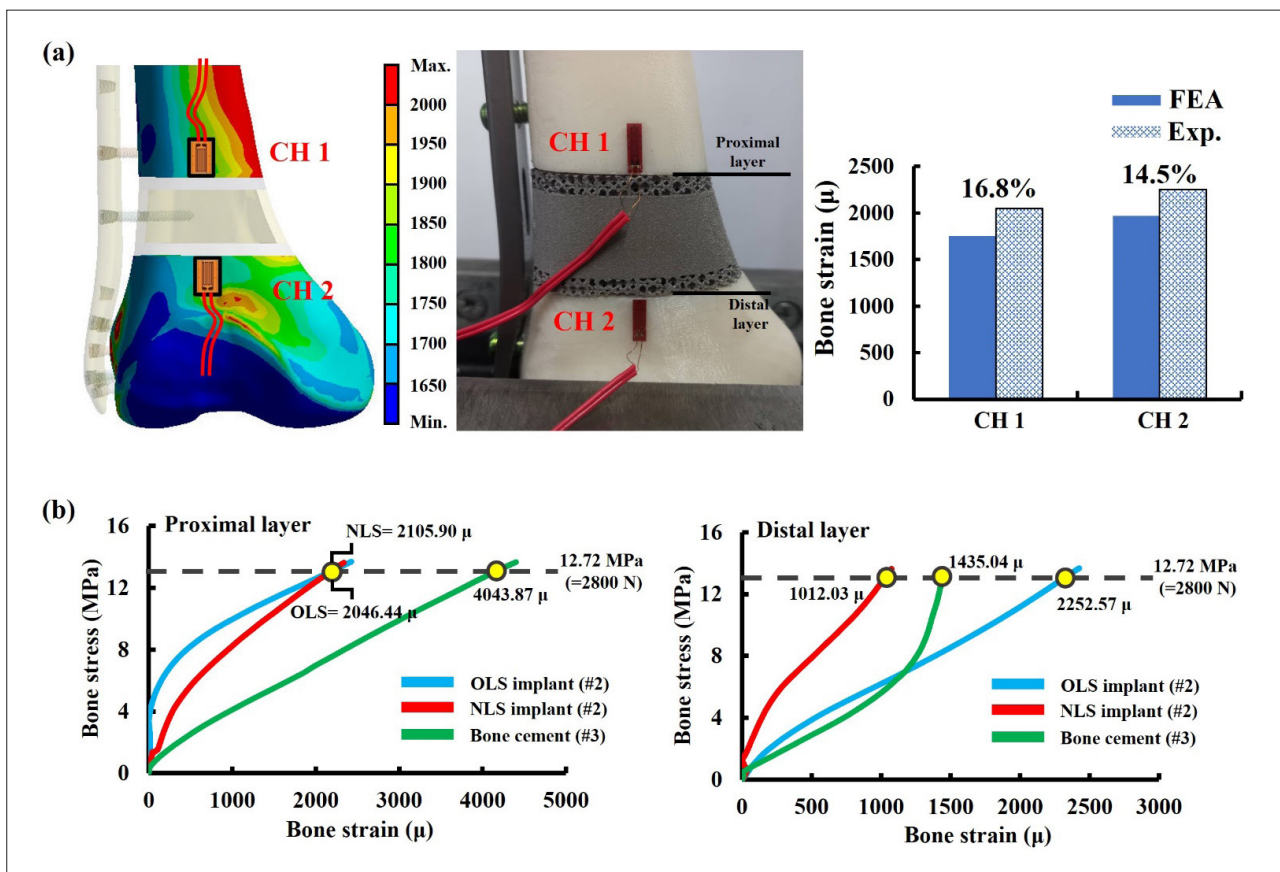 (a)
Max.
2000
1950
1900
1850
1800
1750
1700
1650
Min.
CH 1
CH 2
CH 1
Proximal
layer
CH 2
Distal
layer
FEA
Exp.
Bone strain (μ)
2500
2000
1500
1000
500
0
16.8%
14.5%
CH 1
CH 2
(b)
Proximal layer
Bone stress (MPa)
16
12
8
4
0
NLS= 2105.90 μ
OLS= 2046.44 μ
4043.87 μ
12.72 MPa
(=2800 N)
OLS implant (#2)
NLS implant (#2)
Bone cement (#3)
0 1000 2000 3000 4000 5000
Bone strain (μ)
Distal layer
Bone stress (MPa)
16
12
8
4
0
1435.04 μ
1012.03 μ
2252.57 μ
12.72 MPa
(=2800 N)
OLS implant (#2)
NLS implant (#2)
Bone cement (#3)
0 500 1000 1500 2000 2500 3000
Bone strain (μ)